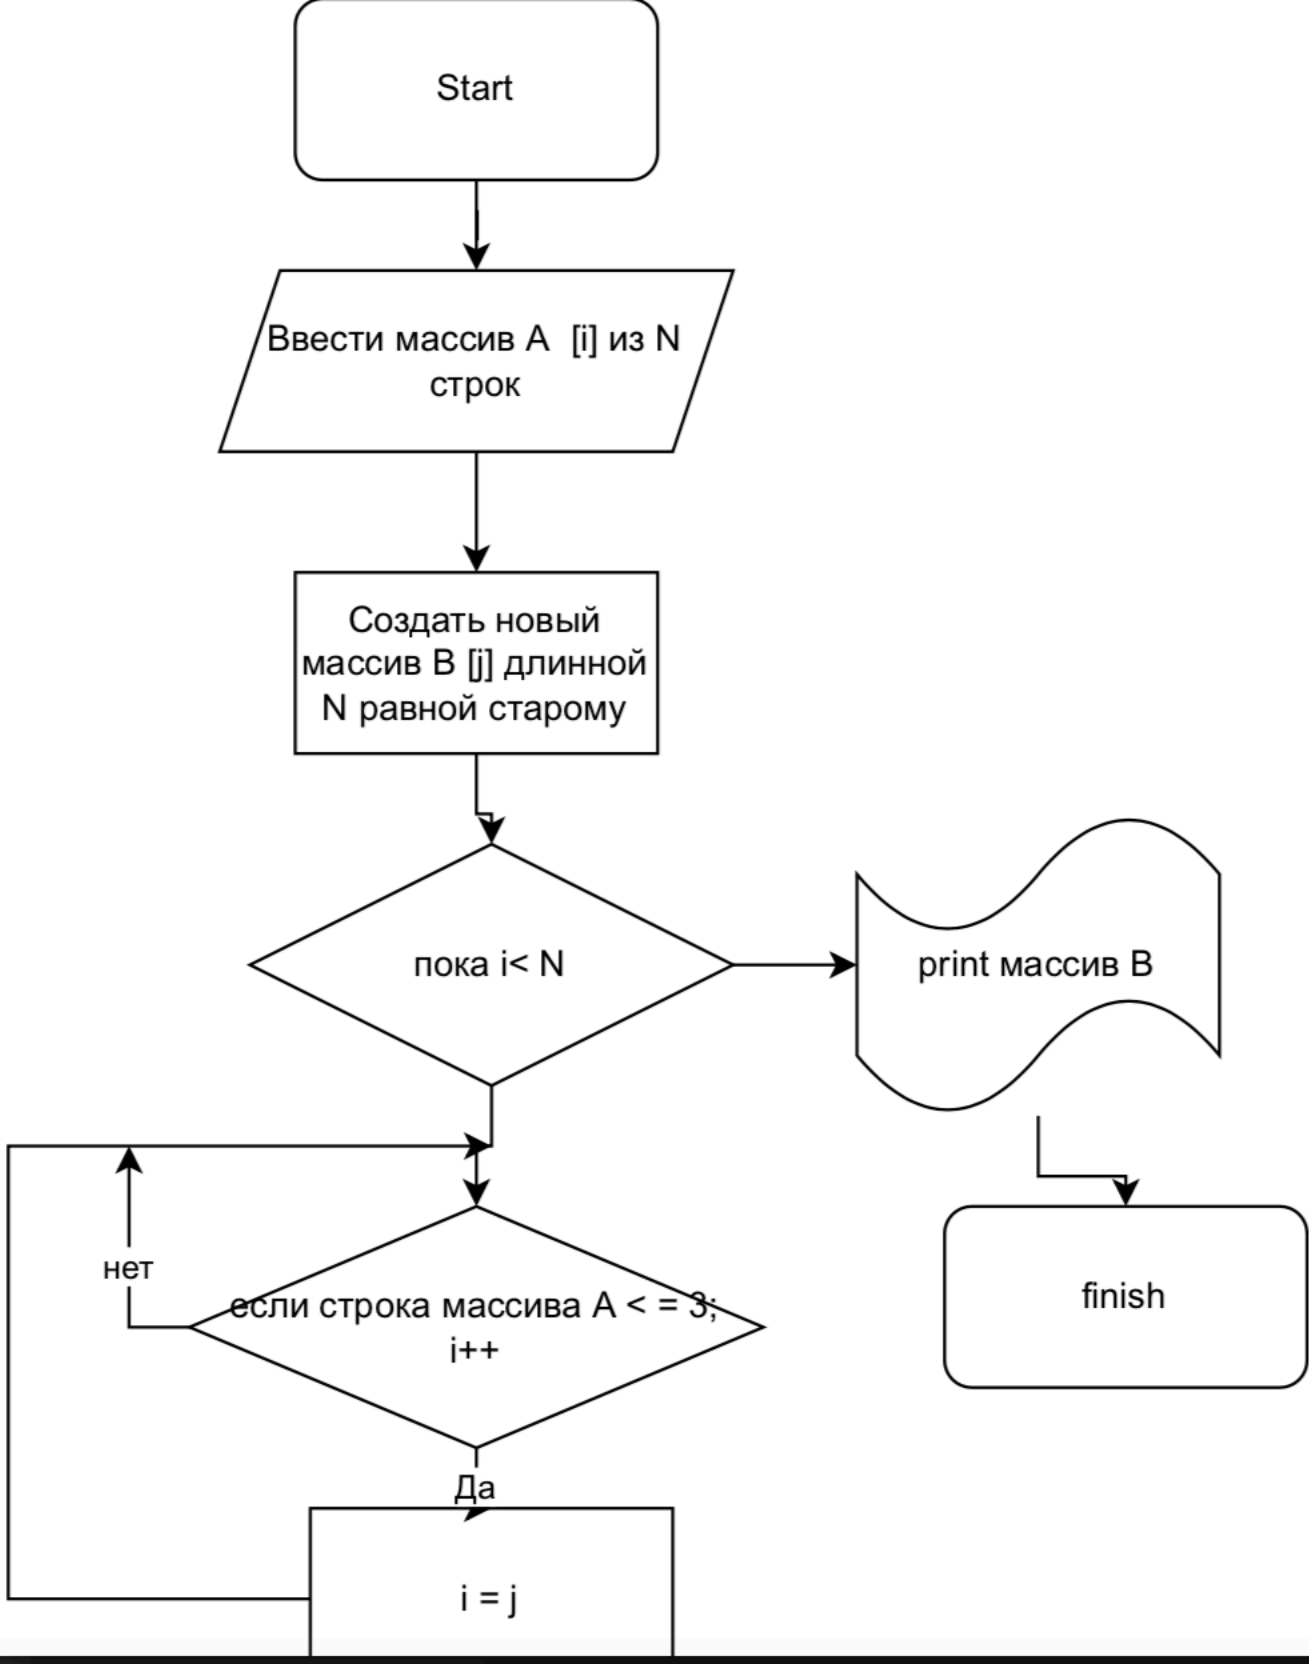 Start
Ввести массив А [i] из N
строк
Создать новый
массив B [j] длинной
N равной старому
пока i< N
print массив B
нет
если строка массива А < = 3;
i++
finish
Да
i = j